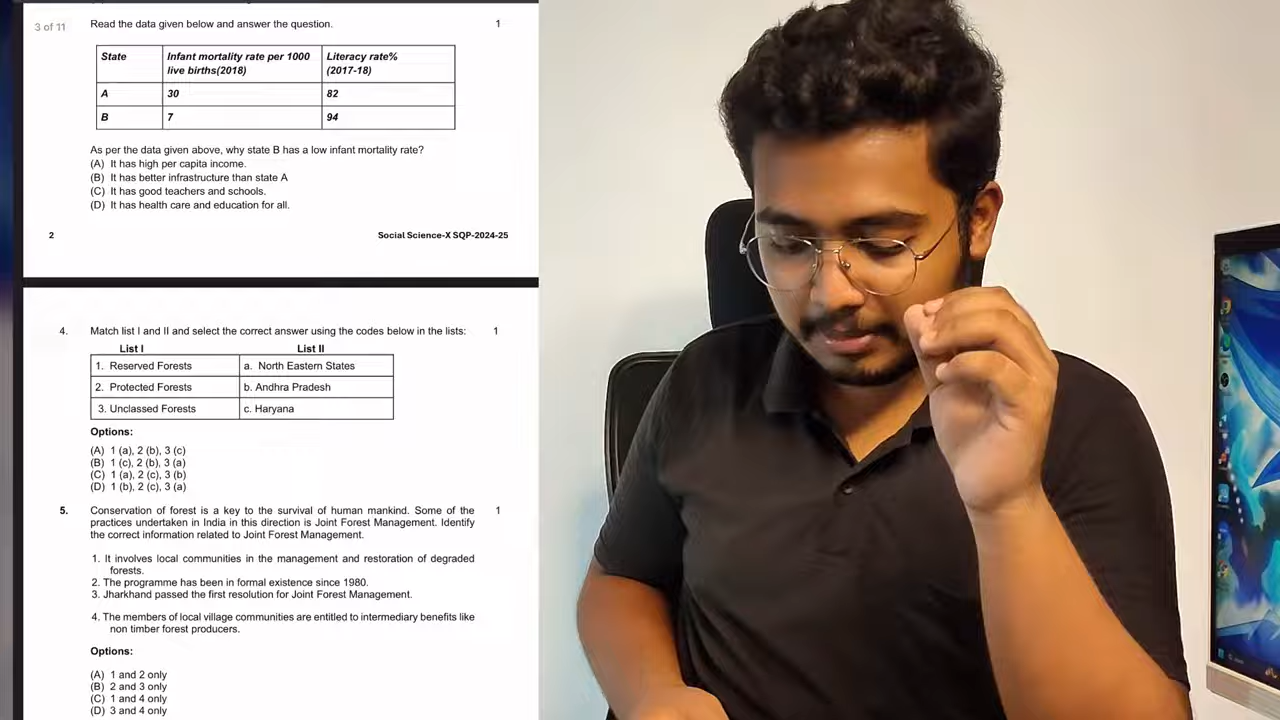 3 of 11
Read the data given below and answer the question. 1
State Infant mortality rate per 1000 live births(2018) Literacy rate% (2017-18)
A 30 82
B 7 94
As per the data given above, why state B has a low infant mortality rate?
(A) It has high per capita income.
(B) It has better infrastructure than state A
(C) It has good teachers and schools.
(D) It has health care and education for all.
2 Social Science-X SQP-2024-25
4. Match list I and II and select the correct answer using the codes below in the lists: 1
List I List II
1. Reserved Forests a. North Eastern States
2. Protected Forests b. Andhra Pradesh
3. Unclassed Forests c. Haryana
Options:
(A) 1 (a), 2 (b), 3 (c)
(B) 1 (c), 2 (b), 3 (a)
(C) 1 (a), 2 (c), 3 (b)
(D) 1 (b), 2 (c), 3 (a)
5. Conservation of forest is a key to the survival of human mankind. Some of the 1
practices undertaken in India in this direction is Joint Forest Management. Identify
the correct information related to Joint Forest Management.
1. It involves local communities in the management and restoration of degraded
forests.
2. The programme has been in formal existence since 1980.
3. Jharkhand passed the first resolution for Joint Forest Management.
4. The members of local village communities are entitled to intermediary benefits like
non timber forest producers.
Options:
(A) 1 and 2 only
(B) 2 and 3 only
(C) 1 and 4 only
(D) 3 and 4 only